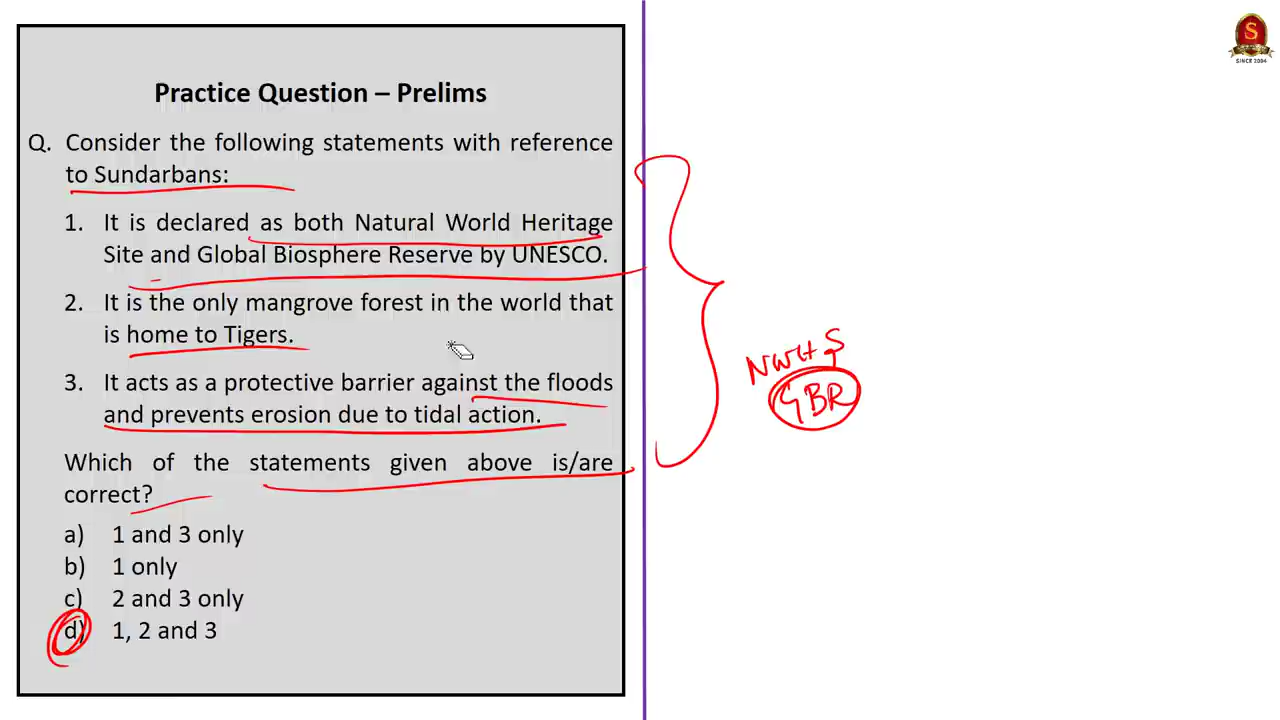 Practice Question – Prelims
Q. Consider the following statements with reference
to Sundarbans:
1. It is declared as both Natural World Heritage
Site and Global Biosphere Reserve by UNESCO.
2. It is the only mangrove forest in the world that
is home to Tigers.
3. It acts as a protective barrier against the floods
and prevents erosion due to tidal action.
Which of the statements given above is/are
correct?
a) 1 and 3 only
b) 1 only
c) 2 and 3 only
d) 1, 2 and 3
NWHS
GBR
S
SINCE 2004